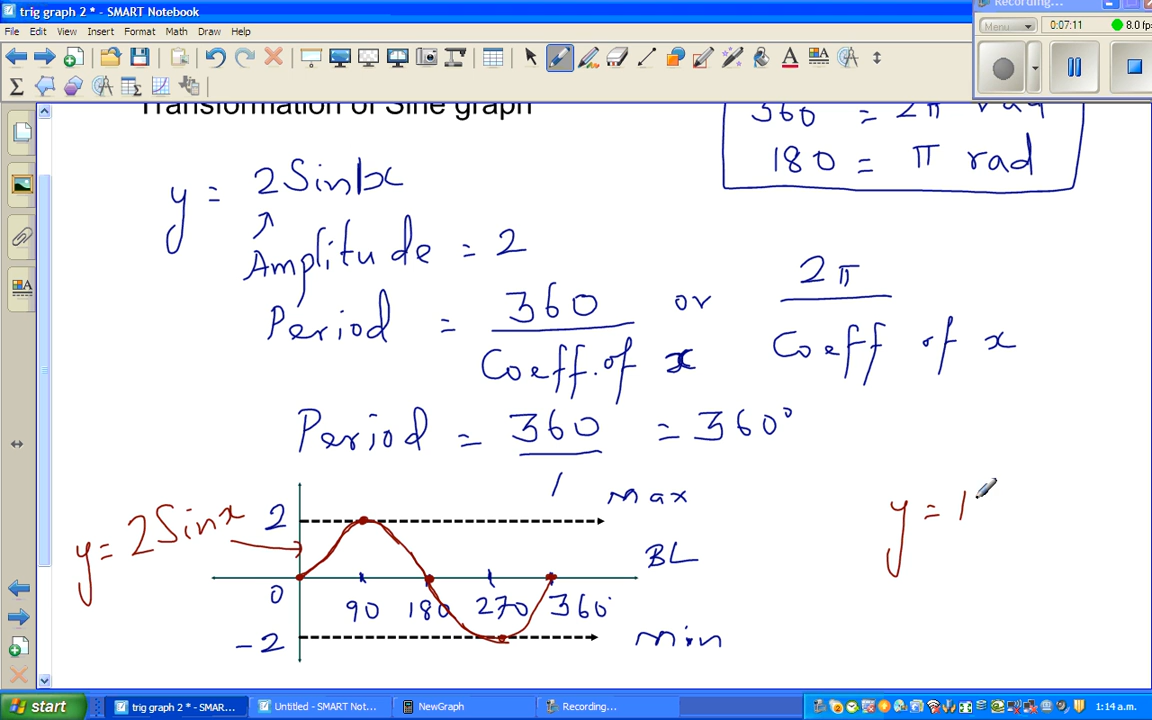 trig graph 2 * - SMART Notebook
Recording...
File Edit View Insert Format Math Draw Help
Menu
0:07:11
8.0 fp
Transformation of Sine graph
360 = 2π rad
180 = π rad
y = 2Sin1x
Amplitude = 2
Period = 360 / Coeff. of x or 2π / Coeff of x
Period = 360 / 1 = 360°
y = 2Sinx
2
Max
y = 1
BL
0
90 180 270 360°
-2
min
start
trig graph 2 * - SMAR...
Untitled - SMART Not...
NewGraph
Recording...
1:14 a.m.